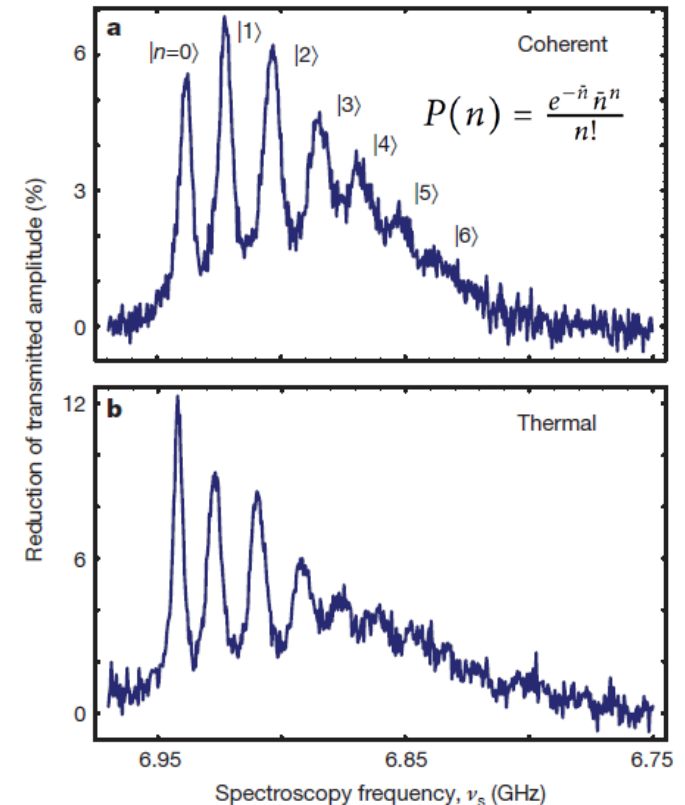 a
Coherent
|n=0⟩
|1⟩
|2⟩
|3⟩
|4⟩
|5⟩
|6⟩
P(n) = e^{-n̄} n̄^n / n!
6
3
0
Reduction of transmitted amplitude (%)
b
Thermal
12
6
0
6.95
6.85
6.75
Spectroscopy frequency, ν_s (GHz)